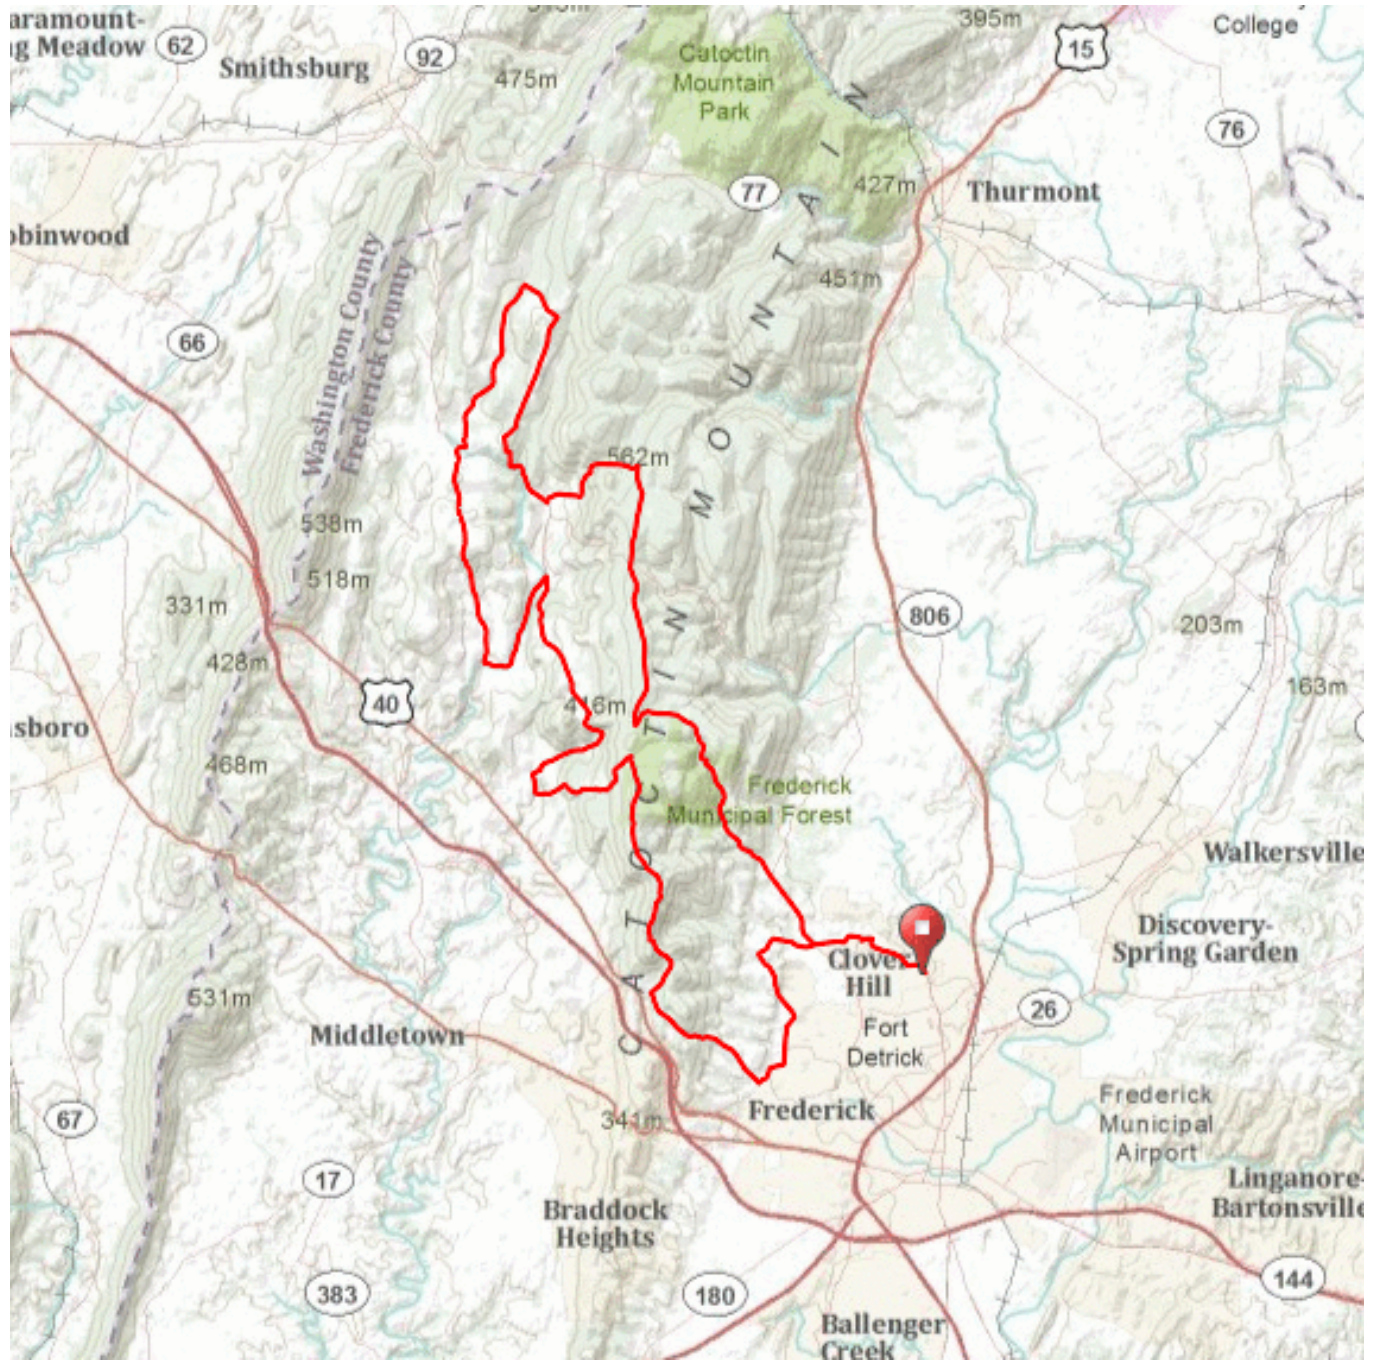 aramount-
ng Meadow
62
Smithsburg
92
475m
Catoctin
Mountain
Park
395m
15
College
76
77
427m
Thurmont
obinwood
451m
66
Washington County
Frederick County
CATOCTIN MOUNTAIN
562m
538m
518m
331m
428m
806
203m
163m
40
416m
nsboro
468m
Frederick
Municipal Forest
Walkersville
Discovery-
Spring Garden
Clover
Hill
531m
Middletown
26
Fort
Detrick
67
341m
Frederick
Frederick
Municipal
Airport
17
Linganore-
Bartonsville
Braddock
Heights
383
180
144
Ballenger
Creek